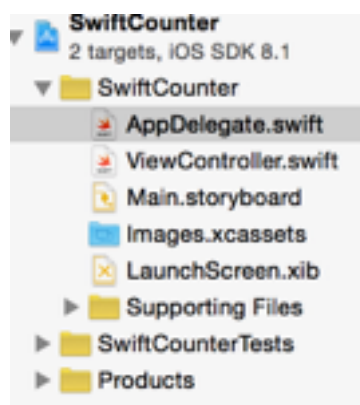 SwiftCounter
2 targets, iOS SDK 8.1
SwiftCounter
AppDelegate.swift
ViewController.swift
Main.storyboard
Images.xcassets
LaunchScreen.xib
Supporting Files
SwiftCounterTests
Products